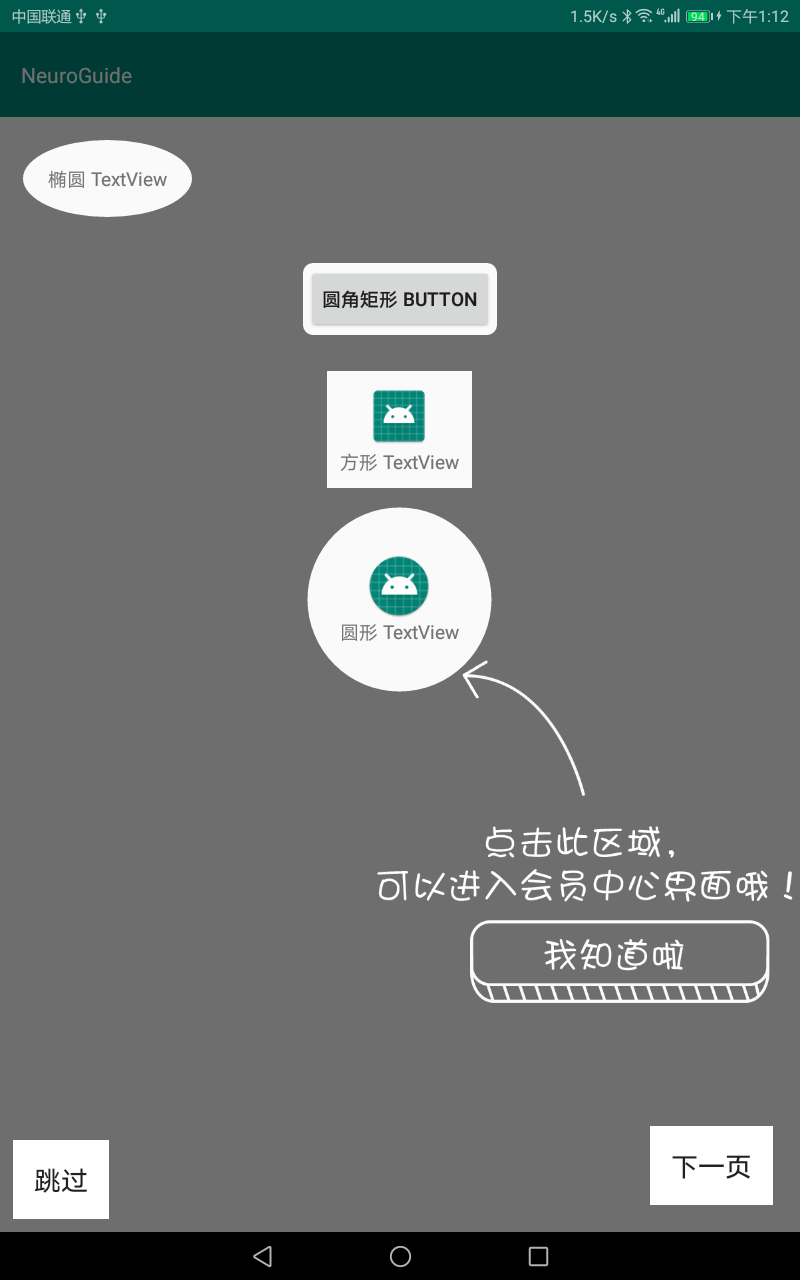 中国联通
1.5K/s
4G
94
下午1:12
NeuroGuide
椭圆 TextView
圆角矩形 BUTTON
方形 TextView
圆形 TextView
点击此区域，
可以进入会员中心界面哦！
我知道啦
跳过
下一页